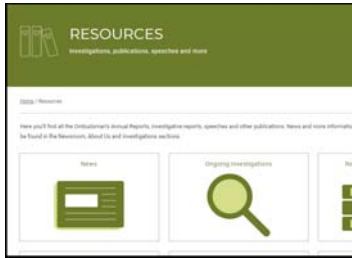 RESOURCES
Investigations, publications, speeches and more
Home / Resources
Here you'll find all the Ombudsman's Annual Reports, investigative reports, speeches and other publications. News and more informatio
be found in the Newsroom, About Us and Investigations sections.
News
Ongoing Investigations